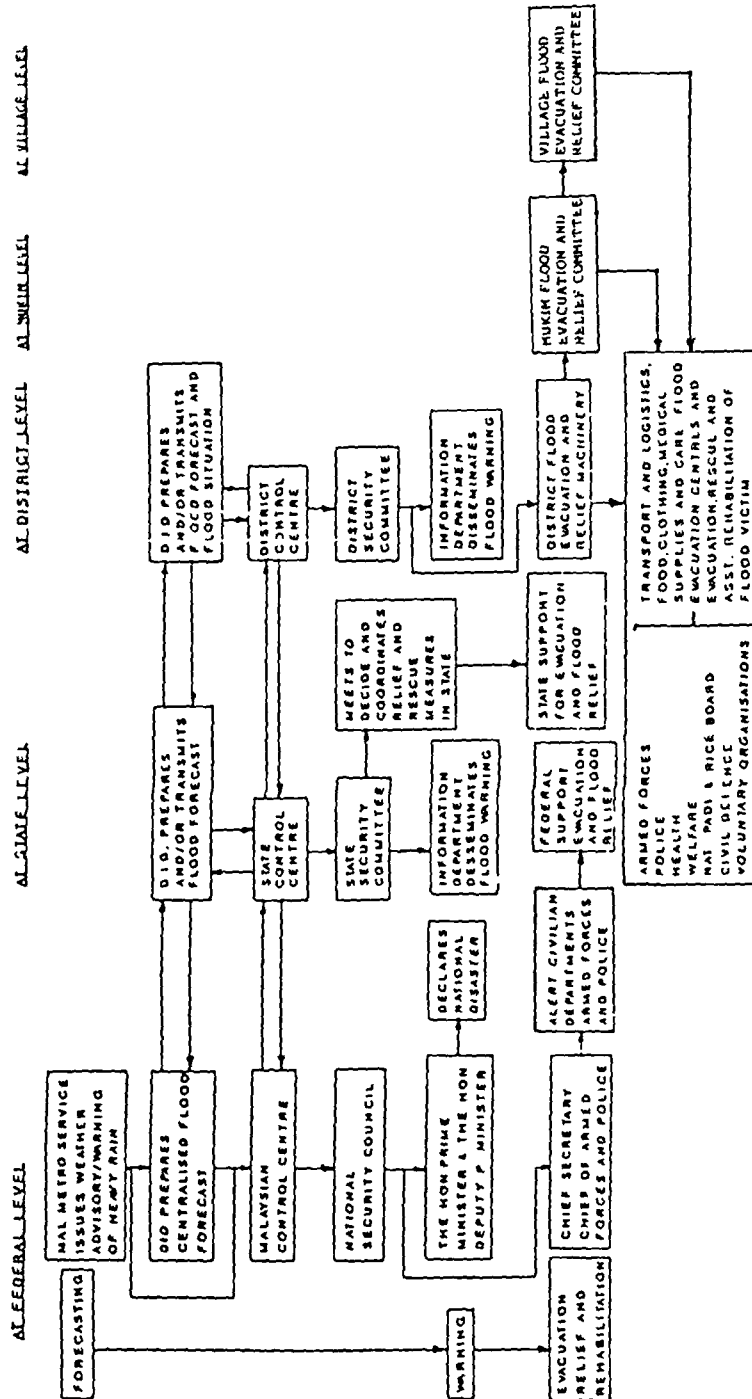 AT FEDERAL LEVEL
AT STATE LEVEL
AT DISTRICT LEVEL
AT MUKIM LEVEL
AT VILLAGE LEVEL
FORECASTING
MAL METRO SERVICE
ISSUES WEATHER
ADVISORY/WARNING
OF HEAVY RAIN
DID PREPARES
CENTRALISED FLOOD
FORECAST
D.I.D. PREPARES
AND/OR TRANSMITS
FLOOD FORECAST
D I D PREPARES
AND/OR TRANSMITS
FORECAST AND
FLOOD SITUATION
MALAYSIAN
CONTROL CENTRE
STATE
CONTROL
CENTRE
DISTRICT
CONTROL
CENTRE
NATIONAL
SECURITY COUNCIL
STATE
SECURITY
COMMITTEE
MEETS TO
DECIDE AND
COORDINATES
RELIEF AND
RESCUE
MEASURES
IN STATE
DISTRICT
SECURITY
COMMITTEE
WARNING
THE HON PRIME
MINISTER & THE HON
DEPUTY P MINISTER
DECLARES
NATIONAL
DISASTER
INFORMATION
DEPARTMENT
DESSEMINATES
FLOOD WARNING
INFORMATION
DEPARTMENT
DISSEMINATES
FLOOD WARNING
EVACUATION
RELIEF AND
REHABILITATION
CHIEF SECRETARY
CHIEF OF ARMED
FORCES AND POLICE
ALERT CIVILIAN
DEPARTMENTS
ARMED FORCES
AND POLICE
FEDERAL
SUPPORT
EVACUATION
AND FLOOD
RELIEF
STATE SUPPORT
FOR EVACUATION
AND FLOOD
RELIEF
DISTRICT FLOOD
EVACUATION AND
RELIEF MACHINERY
MUKIM FLOOD
EVACUATION AND
RELIEF COMMITTEE
VILLAGE FLOOD
EVACUATION AND
RELIEF COMMITTEE
ARMED FORCES
POLICE
HEALTH
WELFARE
NAT PADI & RICE BOARD
CIVIL DEFENCE
VOLUNTARY ORGANISATIONS
TRANSPORT AND LOGISTICS,
FOOD, CLOTHING, MEDICAL
SUPPLIES AND CARE FLOOD
EVACUATION CENTRES AND
EVACUATION, RESCUE AND
ASST. REHABILITATION OF
FLOOD VICTIM